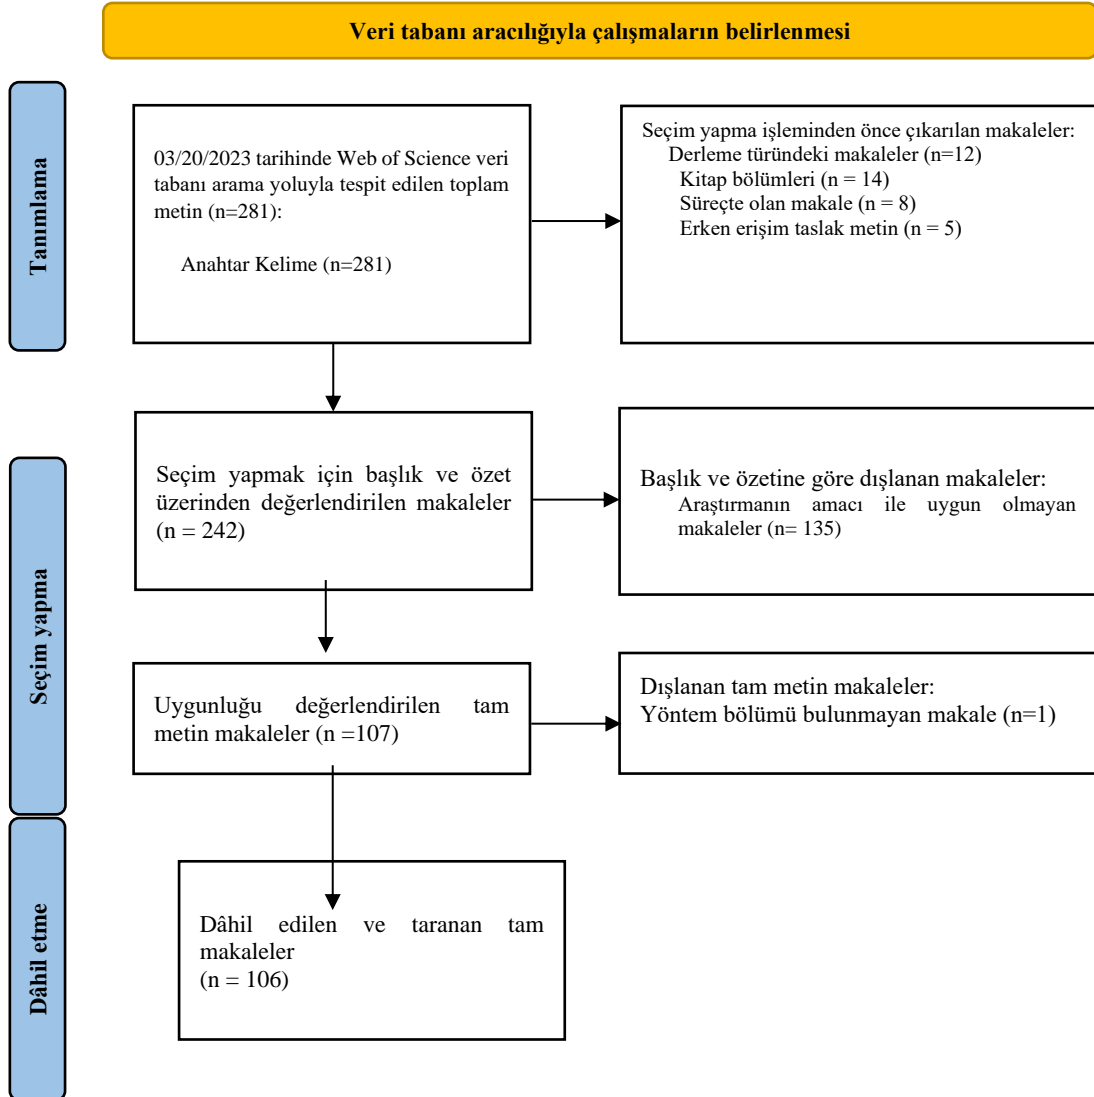 Veri tabanı aracılığıyla çalışmaların belirlenmesi
Tanımlama
03/20/2023 tarihinde Web of Science veri
tabanı arama yoluyla tespit edilen toplam
metin (n=281):
Anahtar Kelime (n=281)
Seçim yapma işleminden önce çıkarılan makaleler:
Derleme türündeki makaleler (n=12)
Kitap bölümleri (n = 14)
Süreçte olan makale (n = 8)
Erken erişim taslak metin (n = 5)
Seçim yapma
Seçim yapmak için başlık ve özet
üzerinden değerlendirilen makaleler
(n = 242)
Başlık ve özetine göre dışlanan makaleler:
Araştırmanın amacı ile uygun olmayan
makaleler (n= 135)
Uygunluğu değerlendirilen tam
metin makaleler (n =107)
Dışlanan tam metin makaleler:
Yöntem bölümü bulunmayan makale (n=1)
Dâhil etme
Dâhil edilen ve taranan tam
makaleler
(n = 106)